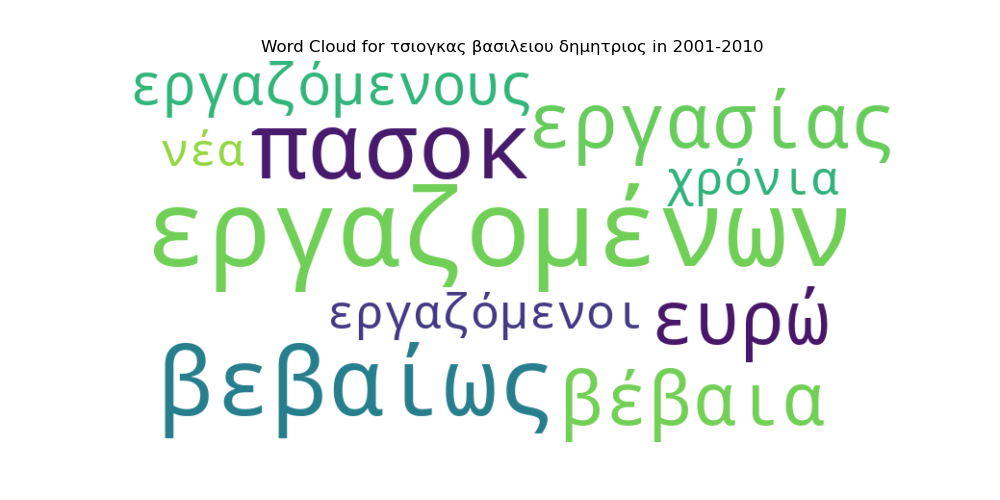 Word Cloud for τσιογκας βασιλειου δημητριος in 2001-2010
εργαζόμενους
εργασίας
νέα
πασοκ
χρόνια
εργαζομένων
εργαζόμενοι
ευρώ
βεβαίως
βέβαια